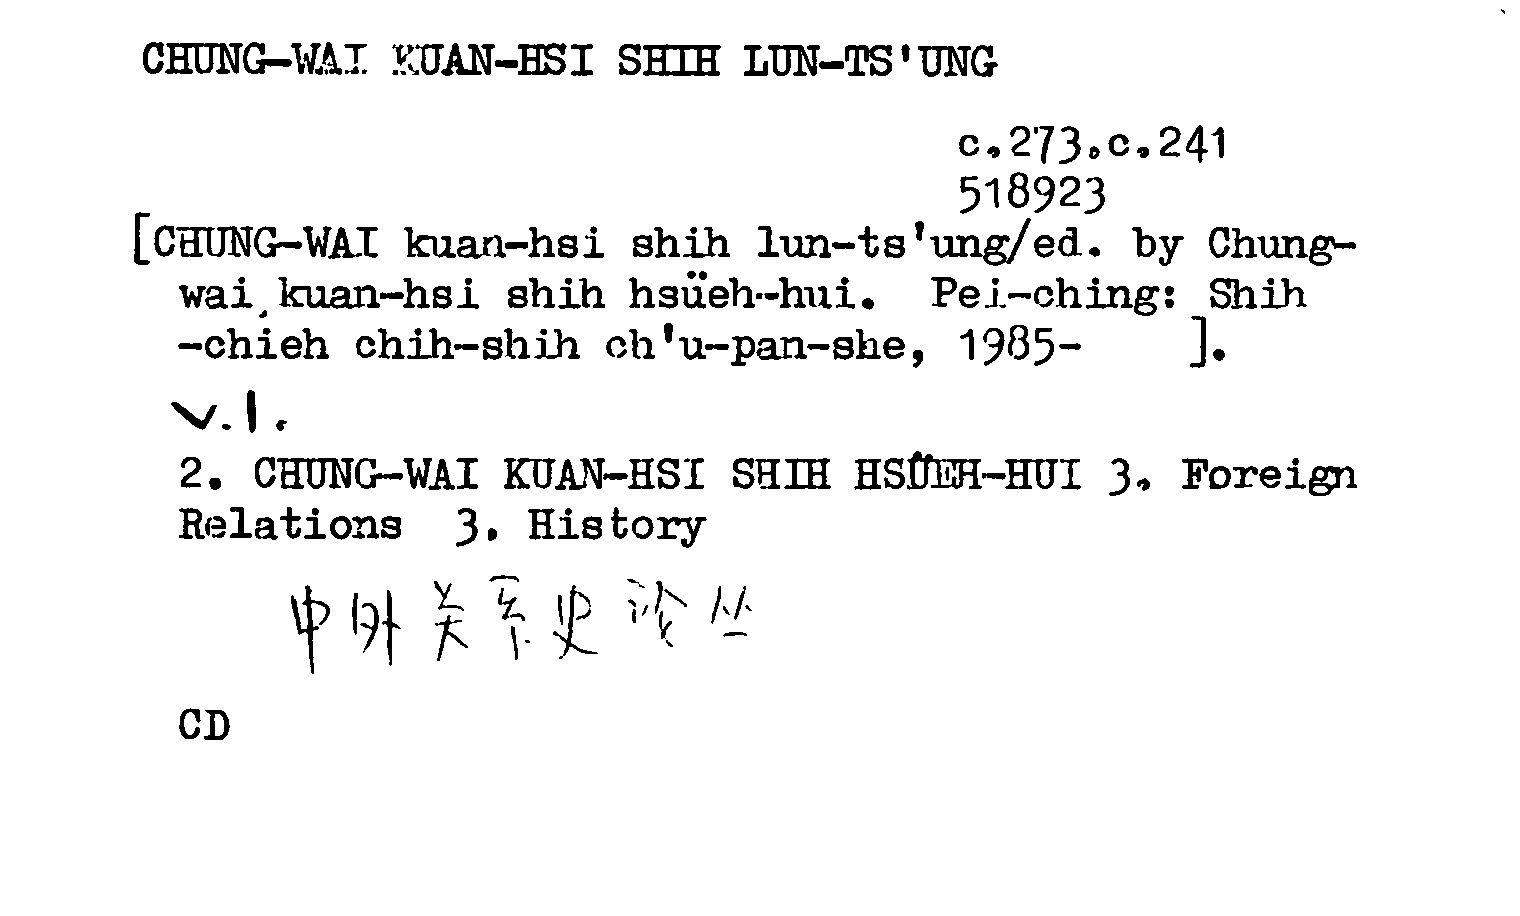 CHUNG-WAI KUAN-HSI SHIH LUN-TS'UNG
c.273.c.241
518923
[CHUNG-WAI kuan-hsi shih lun-ts'ung/ed. by Chung-
wai kuan-hsi shih hsüeh-hui. Pei-ching: Shih
-chieh chih-shih ch'u-pan-she, 1985- ].
v.1.
2. CHUNG-WAI KUAN-HSI SHIH HSÜEH-HUI 3. Foreign
Relations 3. History
中外关系史论丛
CD